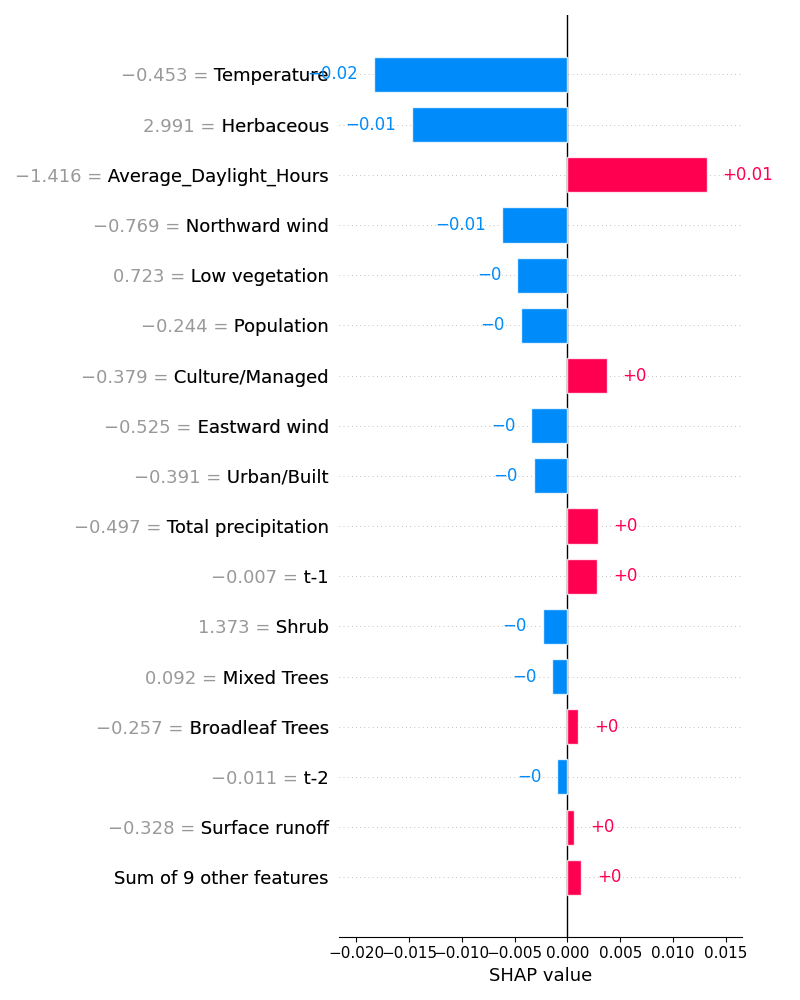 −0.453 = Temperature −0.02
2.991 = Herbaceous −0.01
−1.416 = Average_Daylight_Hours +0.01
−0.769 = Northward wind −0.01
0.723 = Low vegetation −0
−0.244 = Population −0
−0.379 = Culture/Managed +0
−0.525 = Eastward wind −0
−0.391 = Urban/Built −0
−0.497 = Total precipitation +0
−0.007 = t-1 +0
1.373 = Shrub −0
0.092 = Mixed Trees −0
−0.257 = Broadleaf Trees +0
−0.011 = t-2 −0
−0.328 = Surface runoff +0
Sum of 9 other features +0
−0.020 −0.015 −0.010 −0.005 0.000 0.005 0.010 0.015
SHAP value